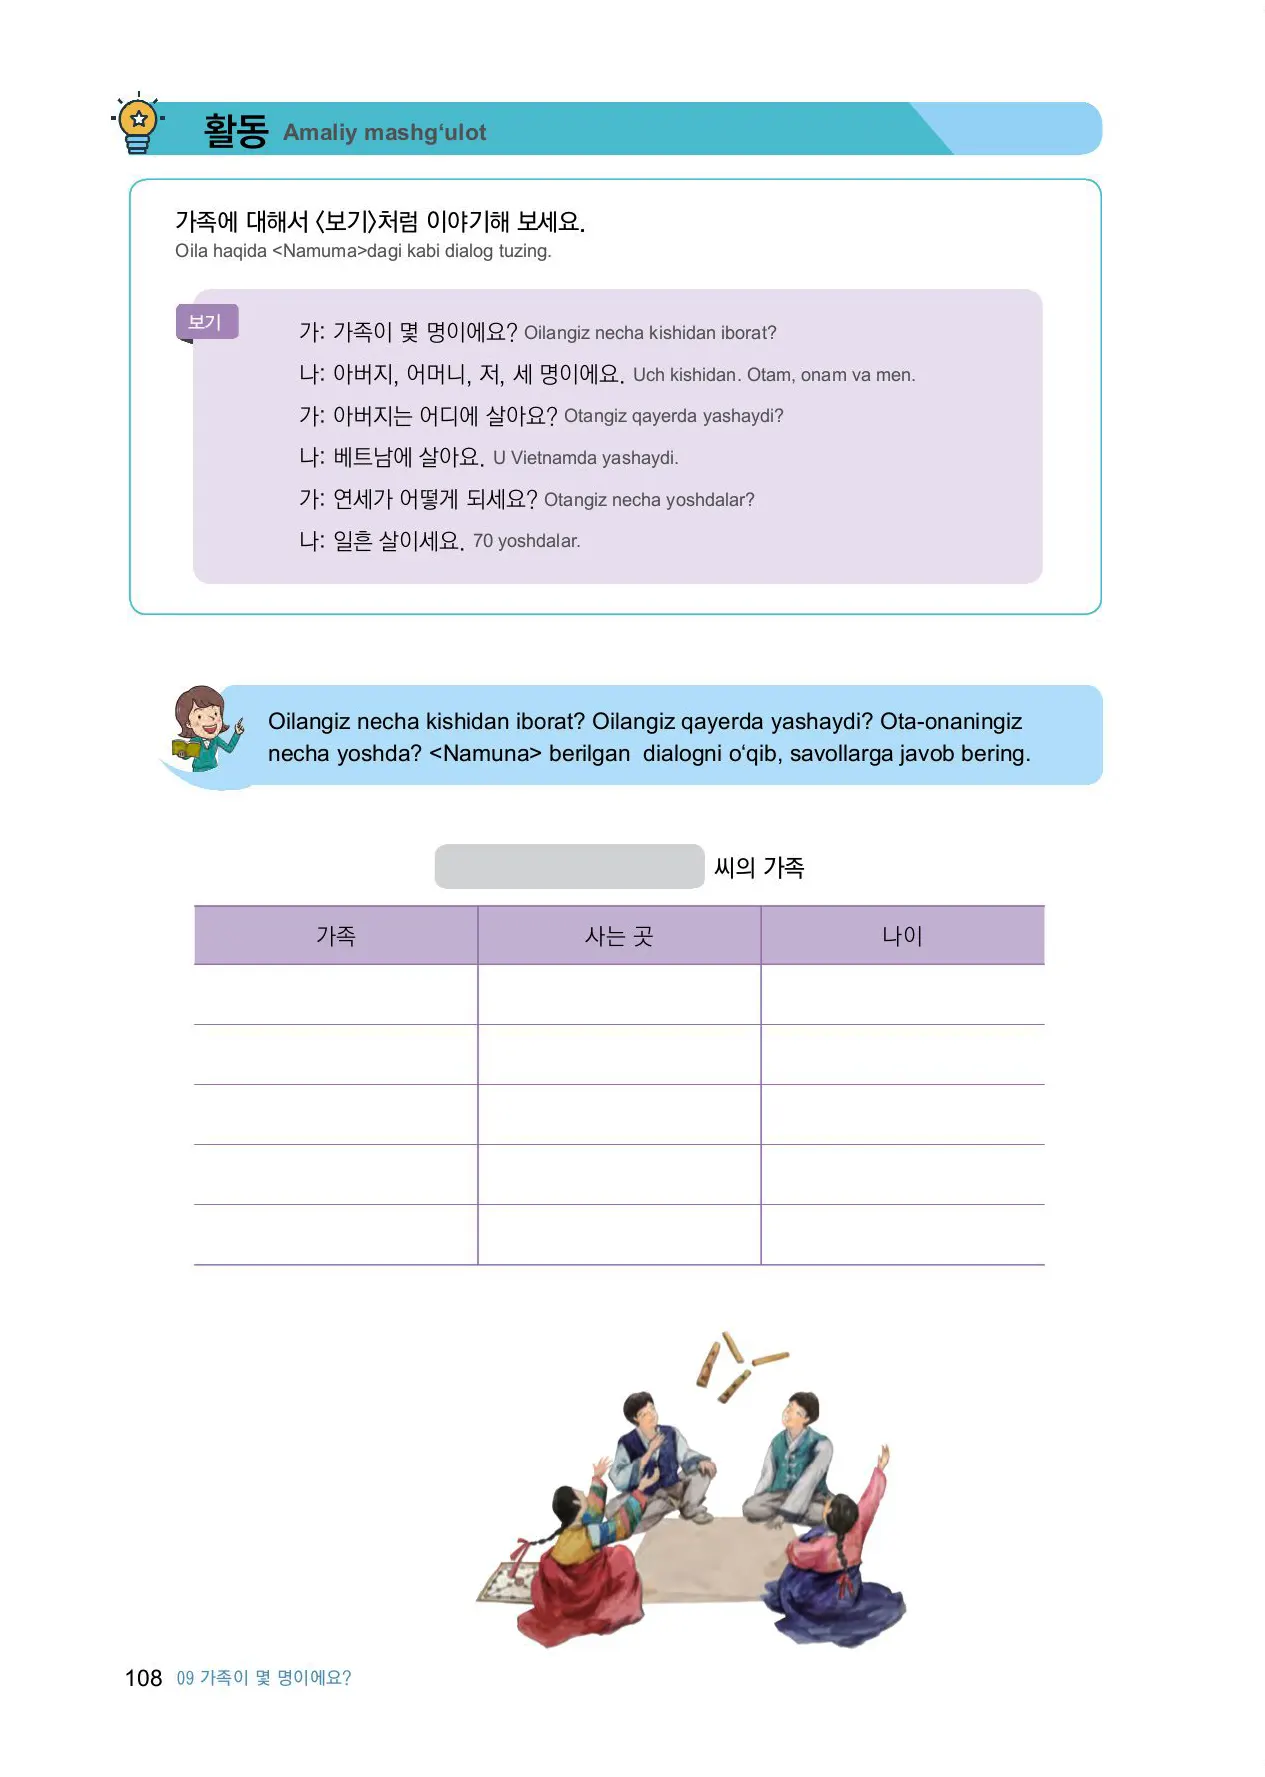 활동 Amaliy mashg‘ulot
가족에 대해서 〈보기〉처럼 이야기해 보세요.
Oila haqida <Namuma>dagi kabi dialog tuzing.
보기
가: 가족이 몇 명이에요? Oilangiz necha kishidan iborat?
나: 아버지, 어머니, 저, 세 명이에요. Uch kishidan. Otam, onam va men.
가: 아버지는 어디에 살아요? Otangiz qayerda yashaydi?
나: 베트남에 살아요. U Vietnamda yashaydi.
가: 연세가 어떻게 되세요? Otangiz necha yoshdalar?
나: 일흔 살이세요. 70 yoshdalar.
Oilangiz necha kishidan iborat? Oilangiz qayerda yashaydi? Ota-onaningiz
necha yoshda? <Namuna> berilgan dialogni o‘qib, savollarga javob bering.
씨의 가족
가족 사는 곳 나이
108 09 가족이 몇 명이에요?